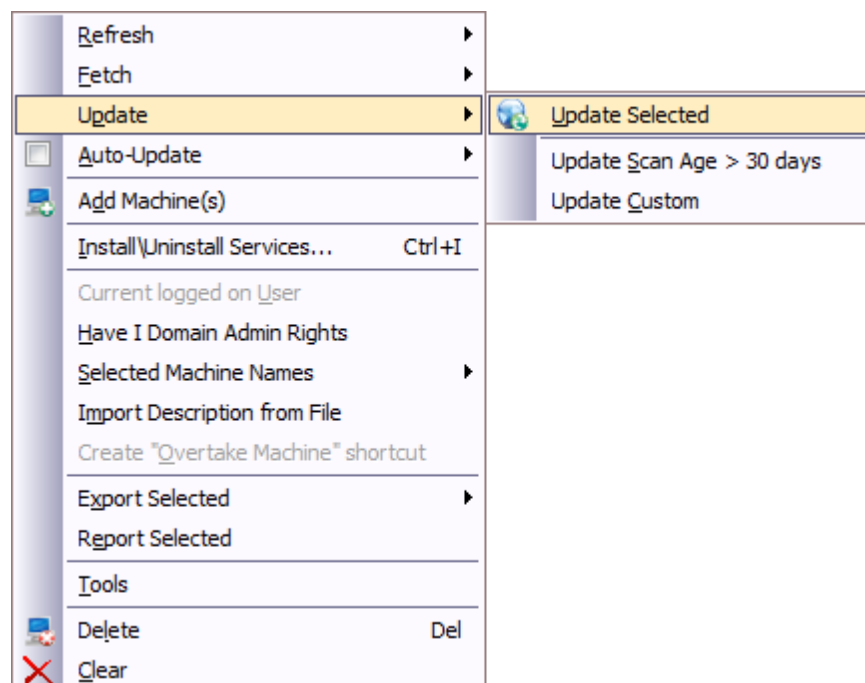 Refresh
Fetch
Update
Update Selected
Auto-Update
Update Scan Age > 30 days
Add Machine(s)
Update Custom
Install\Uninstall Services... Ctrl+I
Current logged on User
Have I Domain Admin Rights
Selected Machine Names
Import Description from File
Create "Overtake Machine" shortcut
Export Selected
Report Selected
Tools
Delete Del
Clear